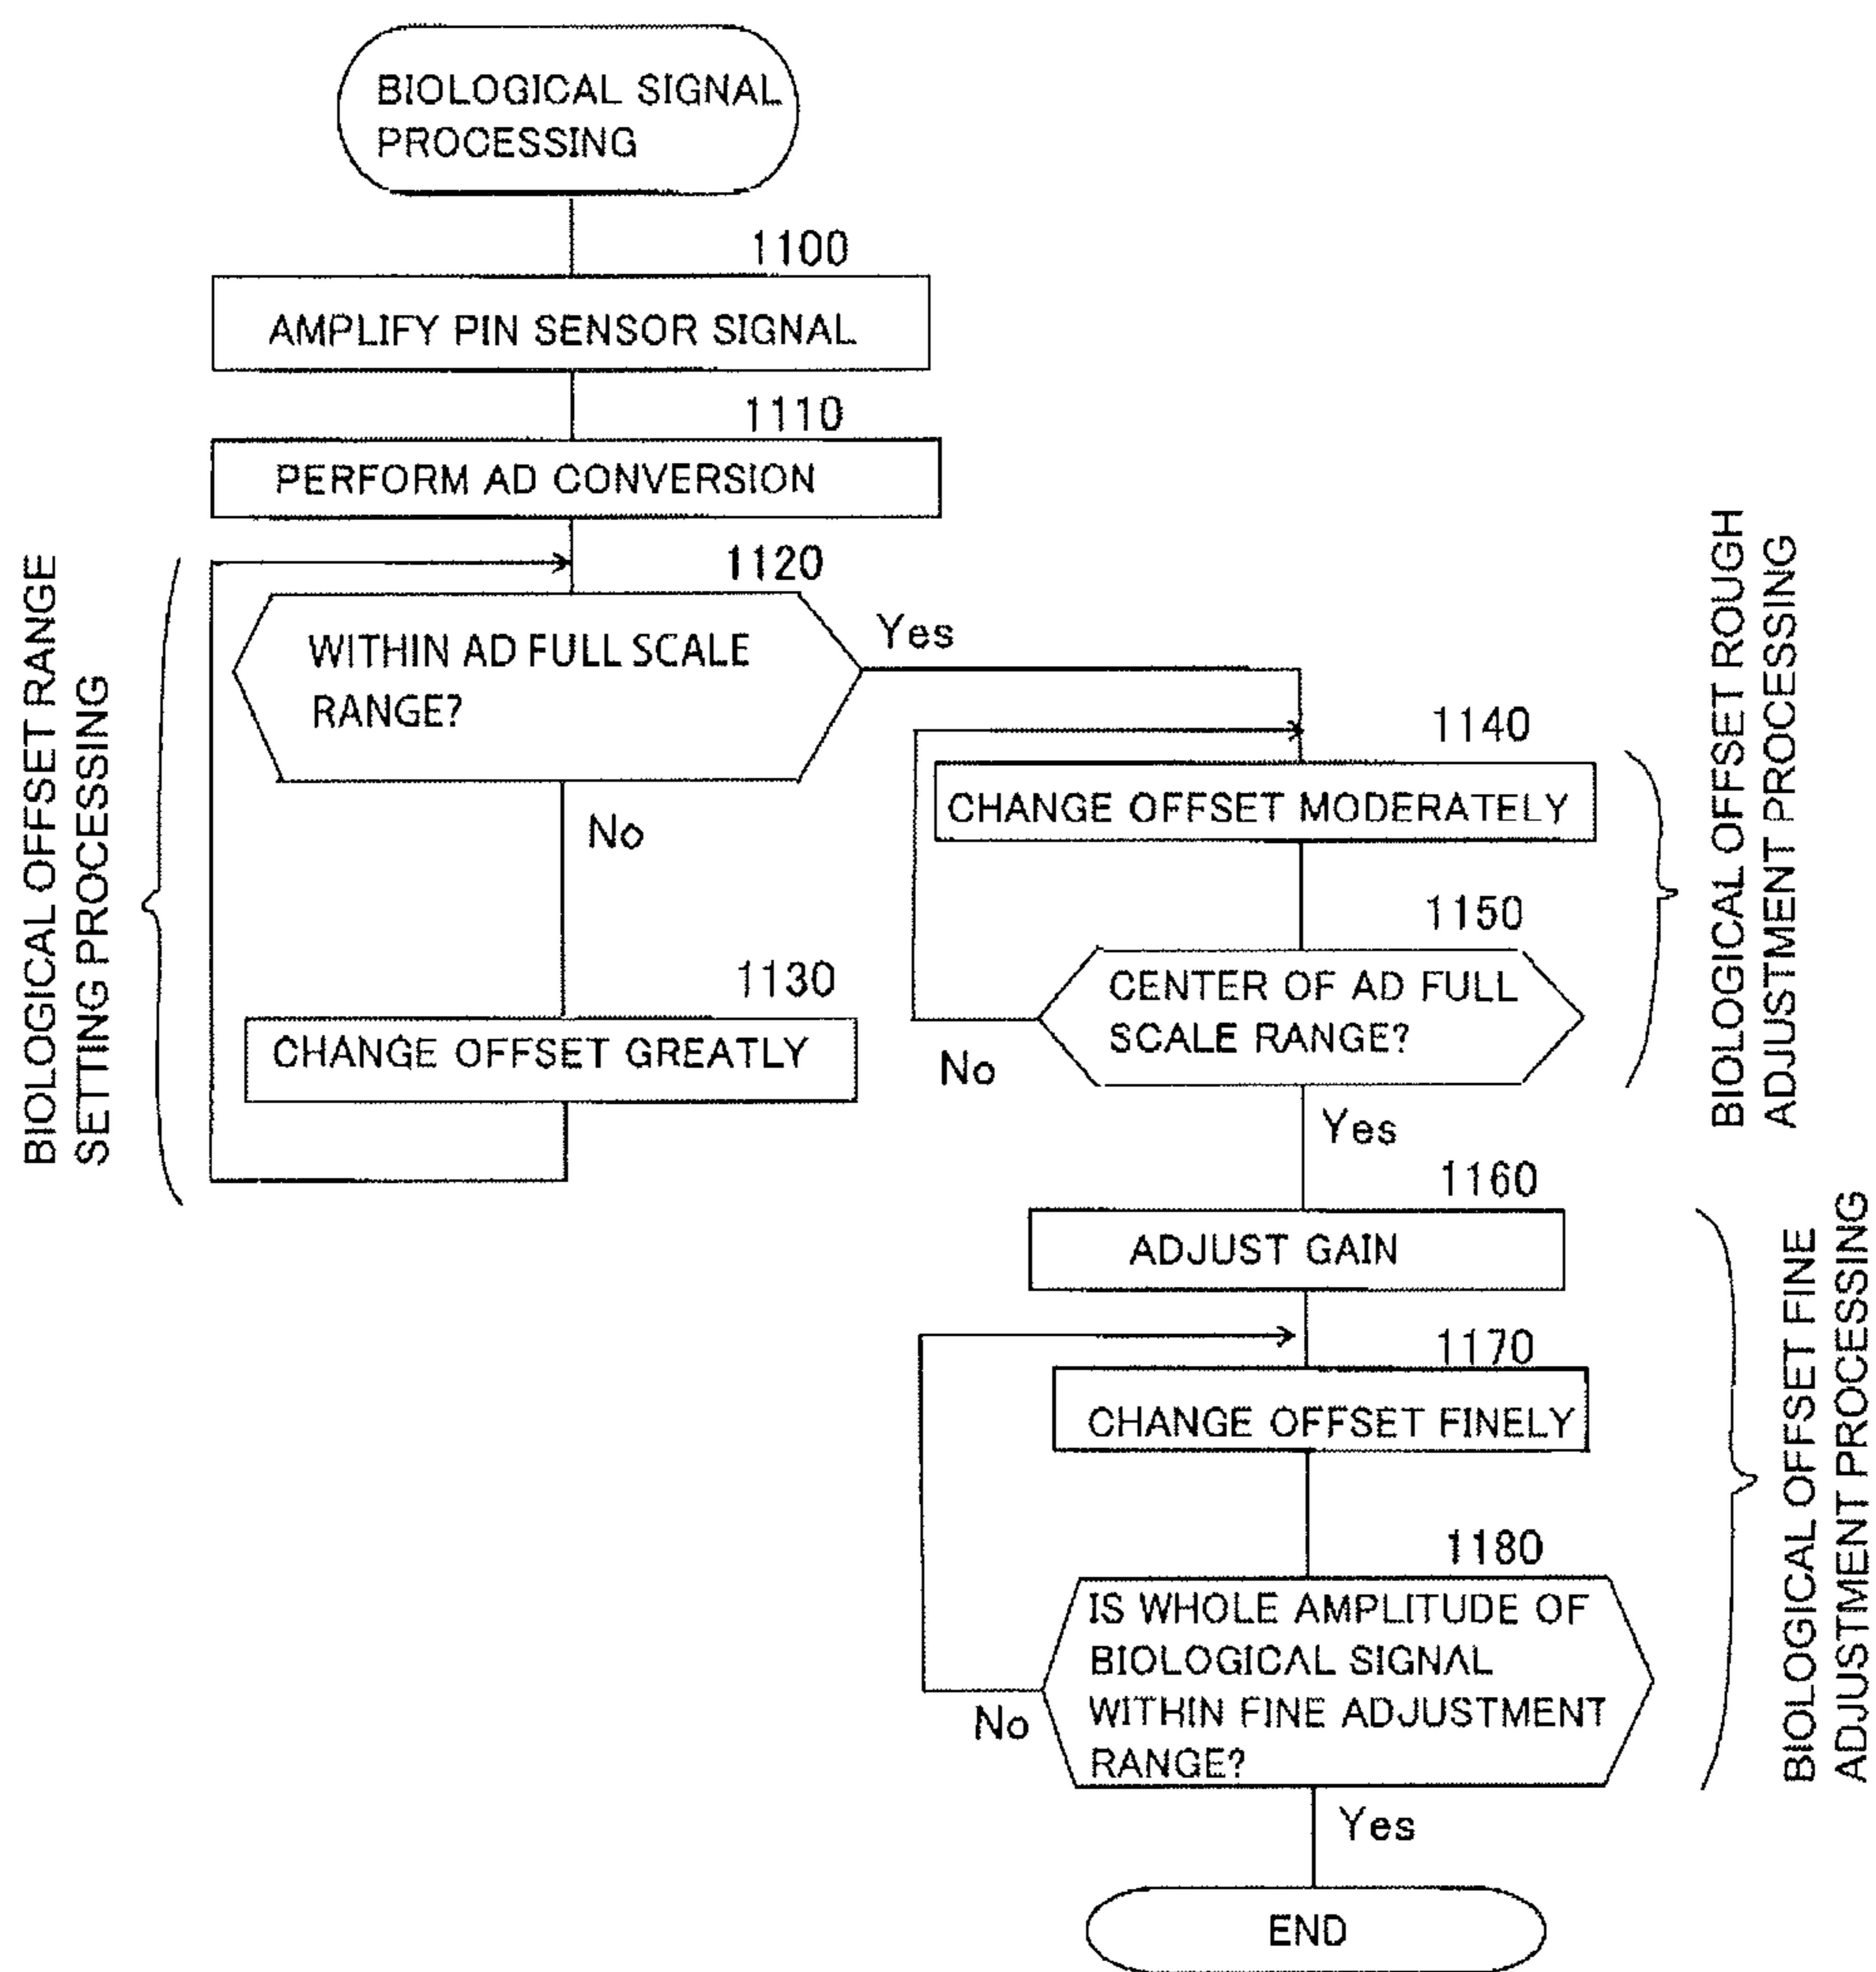 BIOLOGICAL SIGNAL
PROCESSING
1100
AMPLIFY PIN SENSOR SIGNAL
1110
PERFORM AD CONVERSION
BIOLOGICAL OFFSET RANGE
SETTING PROCESSING
1120
WITHIN AD FULL SCALE
RANGE?
Yes
No
1130
CHANGE OFFSET GREATLY
BIOLOGICAL OFFSET ROUGH
ADJUSTMENT PROCESSING
1140
CHANGE OFFSET MODERATELY
1150
CENTER OF AD FULL
SCALE RANGE?
No
Yes
BIOLOGICAL OFFSET FINE
ADJUSTMENT PROCESSING
1160
ADJUST GAIN
1170
CHANGE OFFSET FINELY
1180
IS WHOLE AMPLITUDE OF
BIOLOGICAL SIGNAL
WITHIN FINE ADJUSTMENT
RANGE?
No
Yes
END